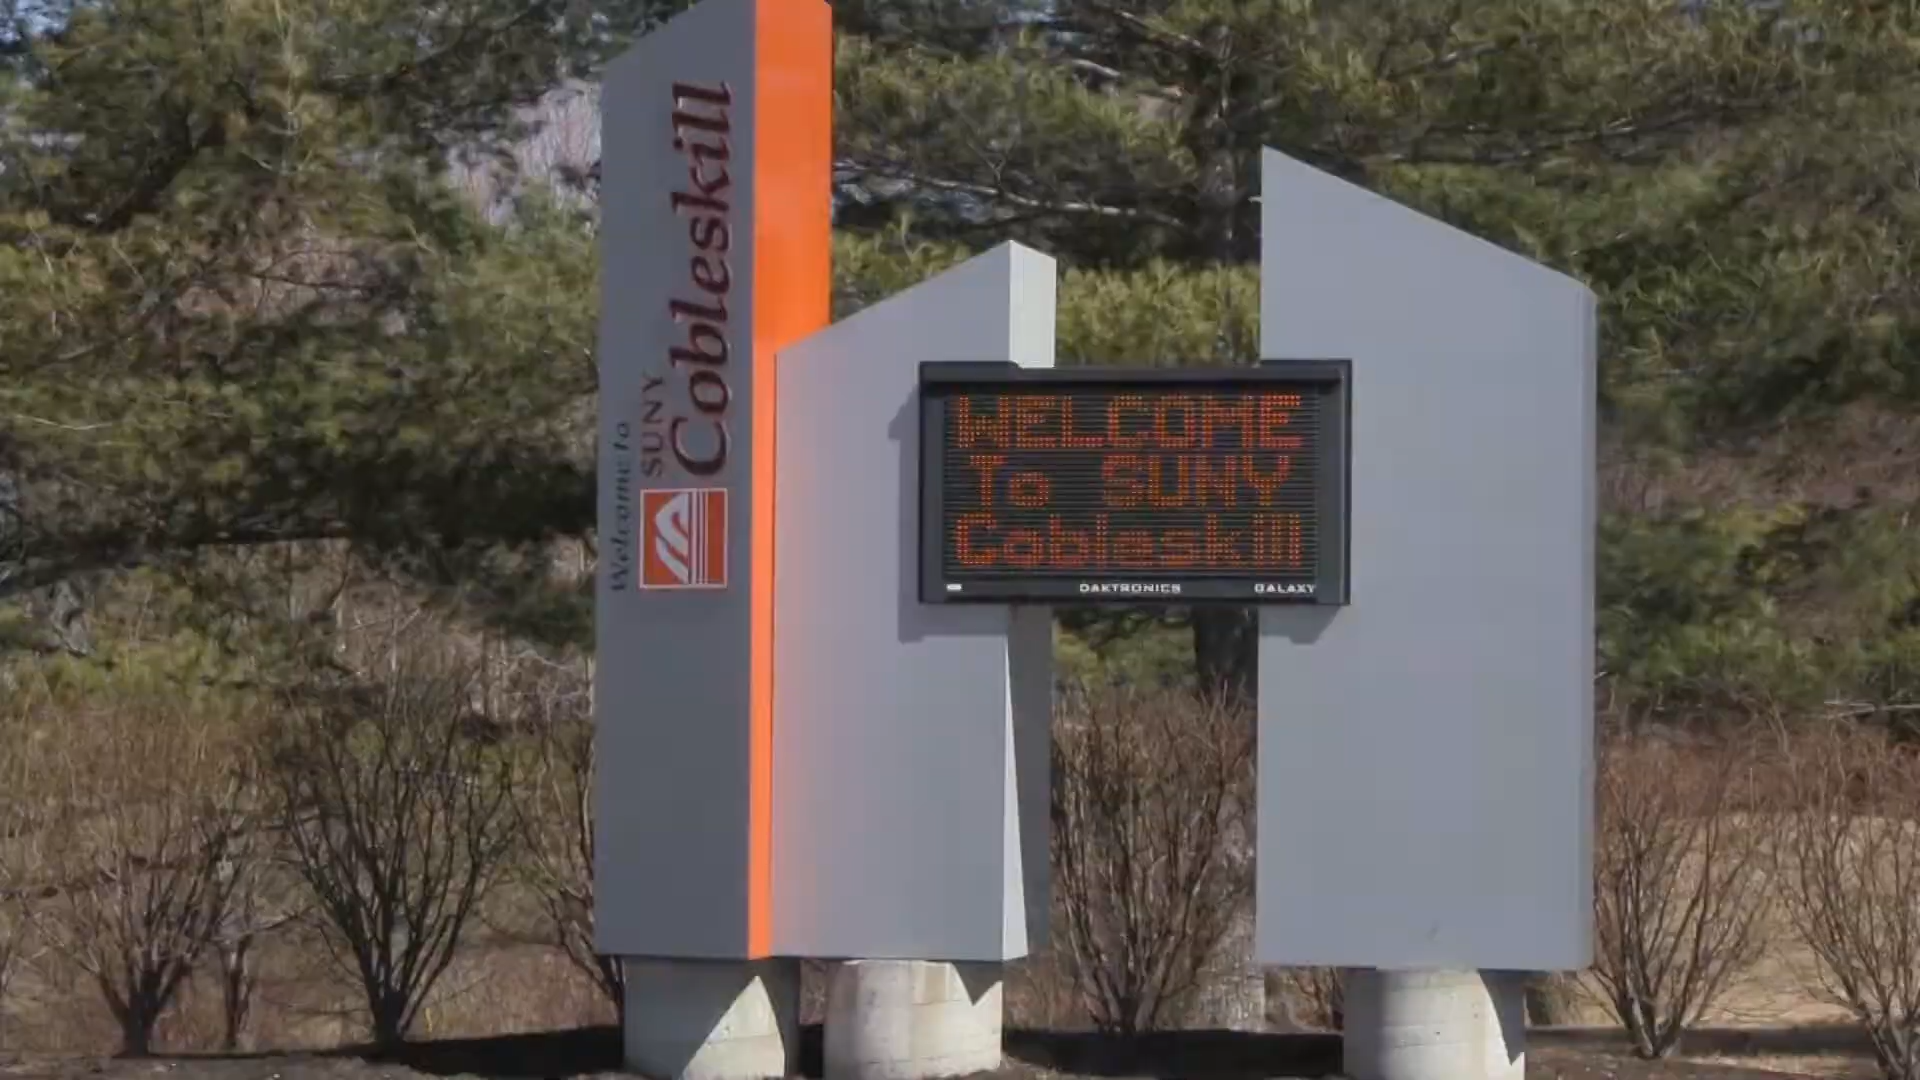 Welcome to
SUNY
Cobleskill
WELCOME
To SUNY
Cobleskill
DAKTRONICS GALAXY